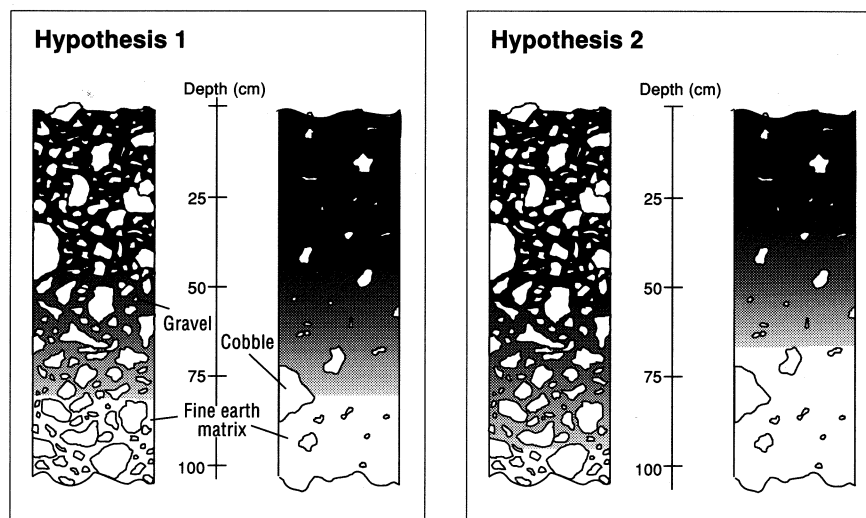 Hypothesis 1
Depth (cm)
25
50
Gravel
Cobble
75
Fine earth
matrix
100
Hypothesis 2
Depth (cm)
25
50
75
100